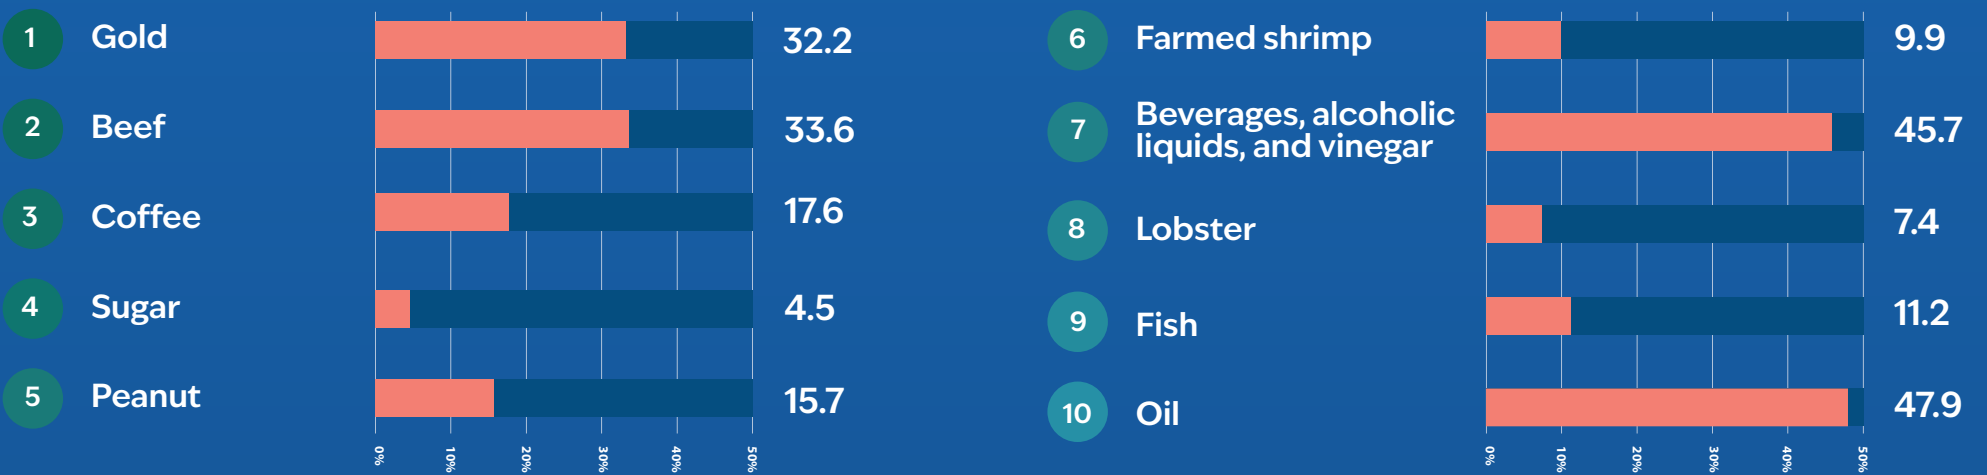 1 Gold 32.2
2 Beef 33.6
3 Coffee 17.6
4 Sugar 4.5
5 Peanut 15.7
0% 10% 20% 30% 40% 50%
6 Farmed shrimp 9.9
7 Beverages, alcoholic
liquids, and vinegar 45.7
8 Lobster 7.4
9 Fish 11.2
10 Oil 47.9
0% 10% 20% 30% 40% 50%